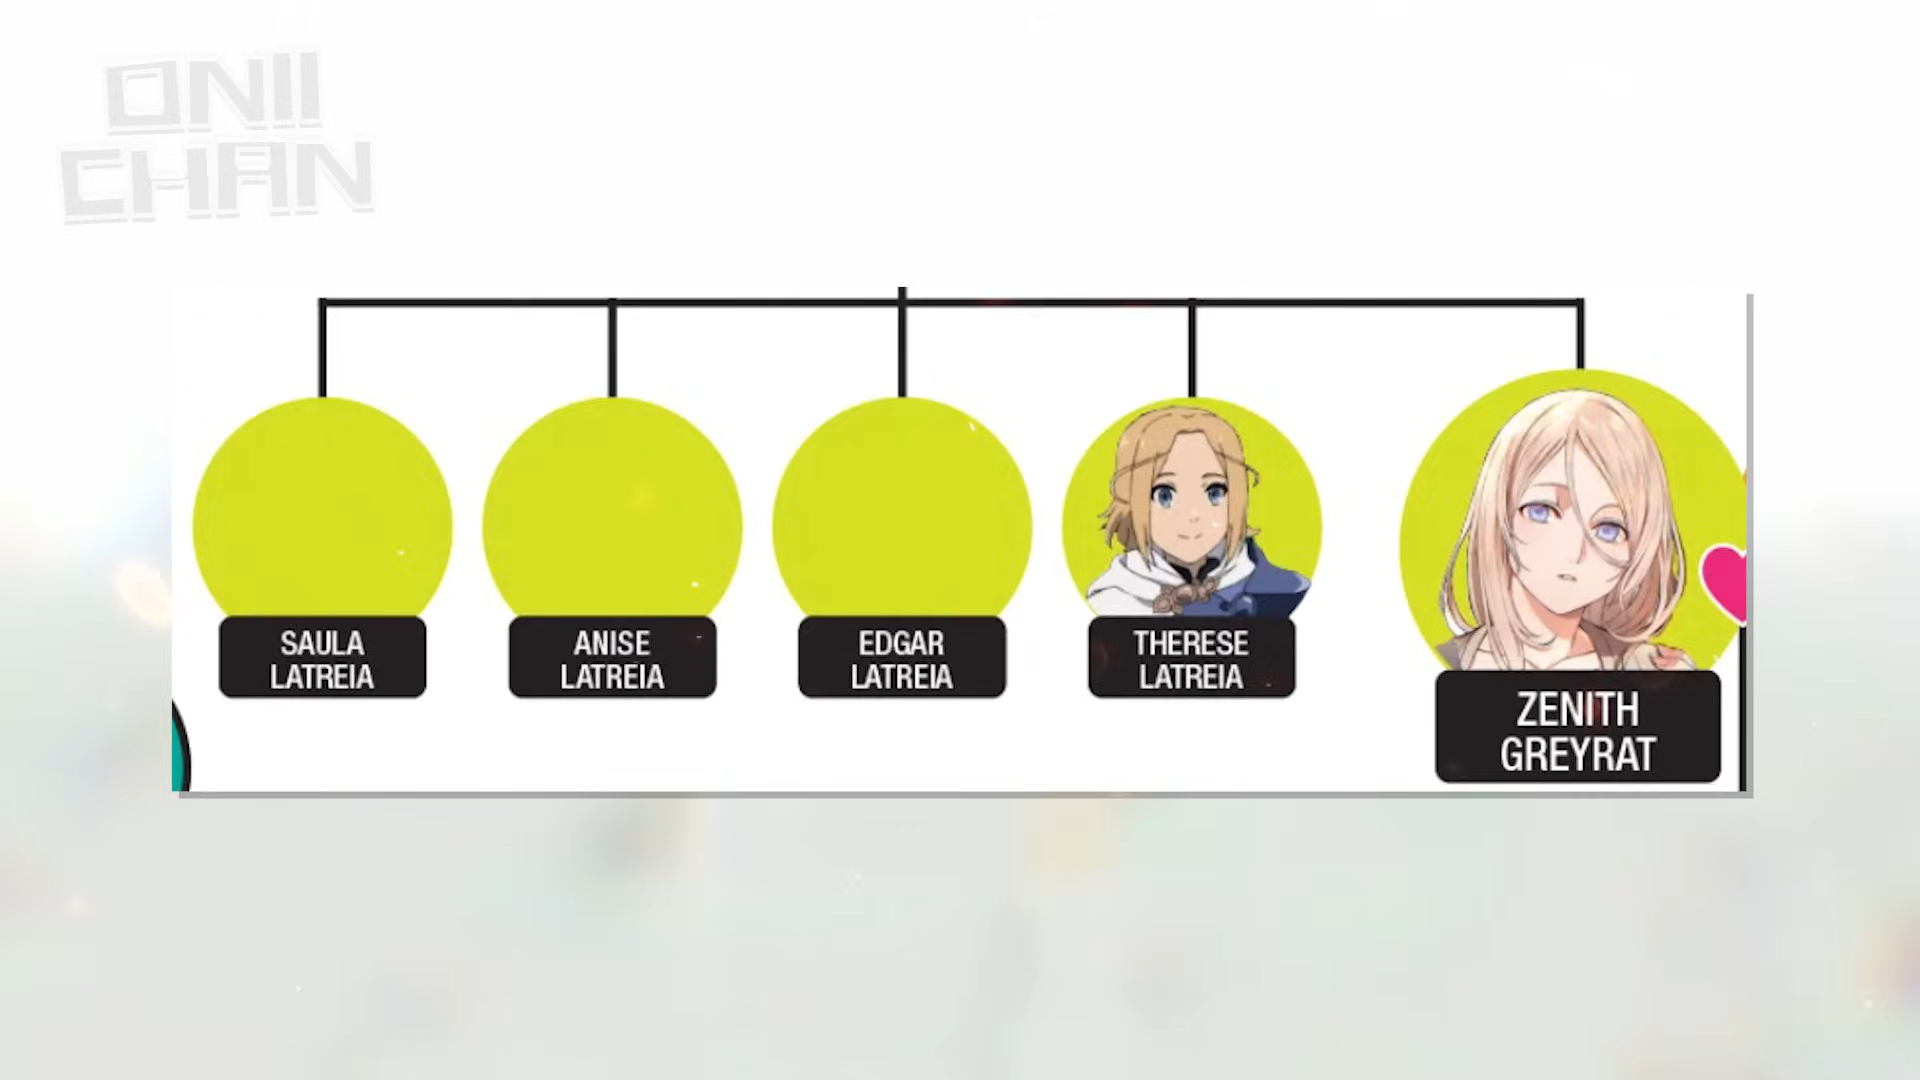 ONII
CHAN
SAULA
LATREIA
ANISE
LATREIA
EDGAR
LATREIA
THERESE
LATREIA
ZENITH
GREYRAT